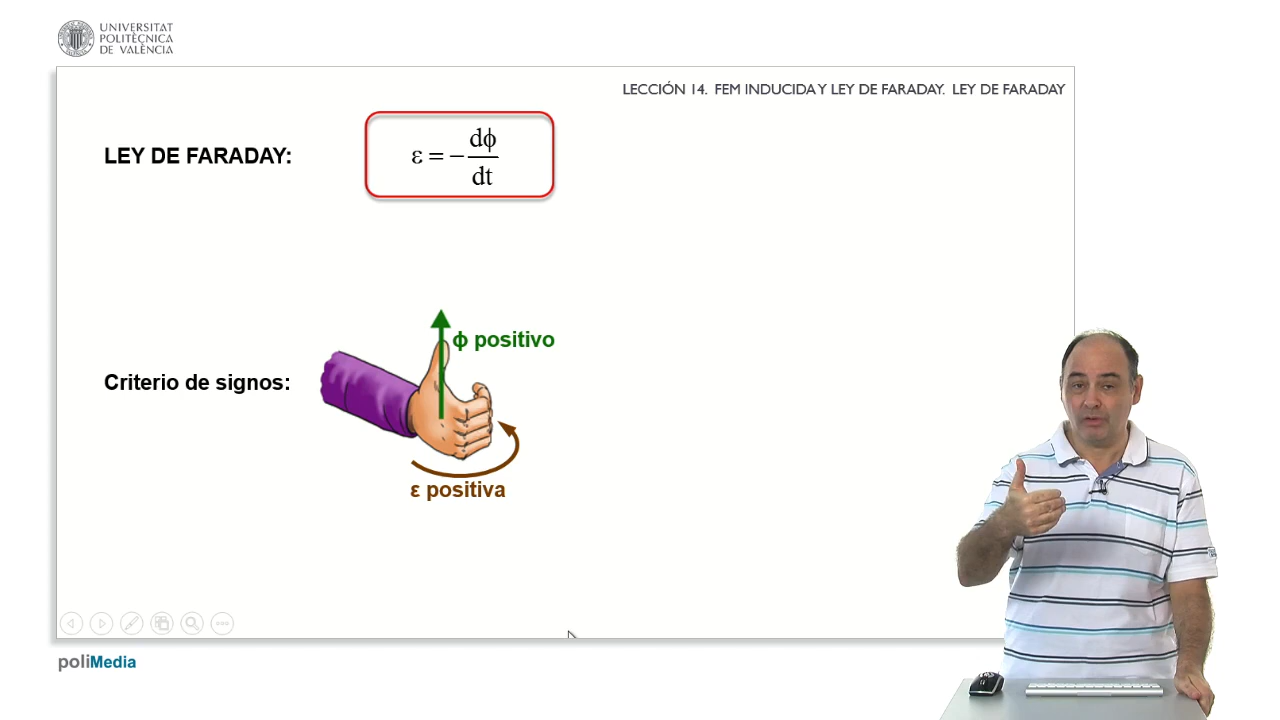 UNIVERSITAT
POLITÈCNICA
DE VALÈNCIA
LECCIÓN 14. FEM INDUCIDA Y LEY DE FARADAY. LEY DE FARADAY
LEY DE FARADAY:
ε = − dϕ/dt
ϕ positivo
Criterio de signos:
ε positiva
poliMedia